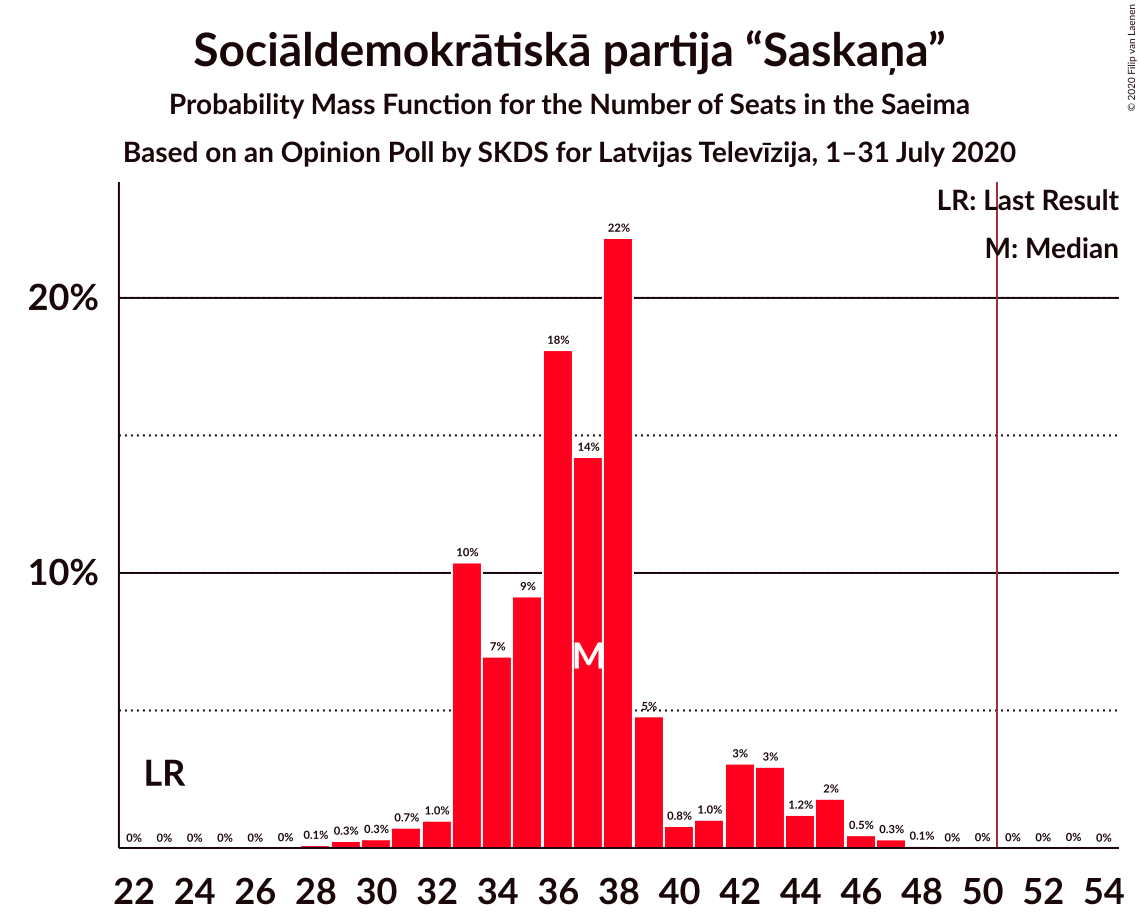 Sociāldemokrātiskā partija “Saskaņa”
Probability Mass Function for the Number of Seats in the Saeima
Based on an Opinion Poll by SKDS for Latvijas Televīzija, 1–31 July 2020
© 2020 Filip van Laenen
LR: Last Result
M: Median
20%
10%
22%
18%
14%
10%
9%
7%
M
5%
LR
3% 3%
2%
0% 0% 0% 0% 0% 0% 0.1% 0.3% 0.3% 0.7% 1.0% 0.8% 1.0% 1.2% 0.5% 0.3% 0.1% 0% 0% 0% 0% 0% 0%
22 24 26 28 30 32 34 36 38 40 42 44 46 48 50 52 54